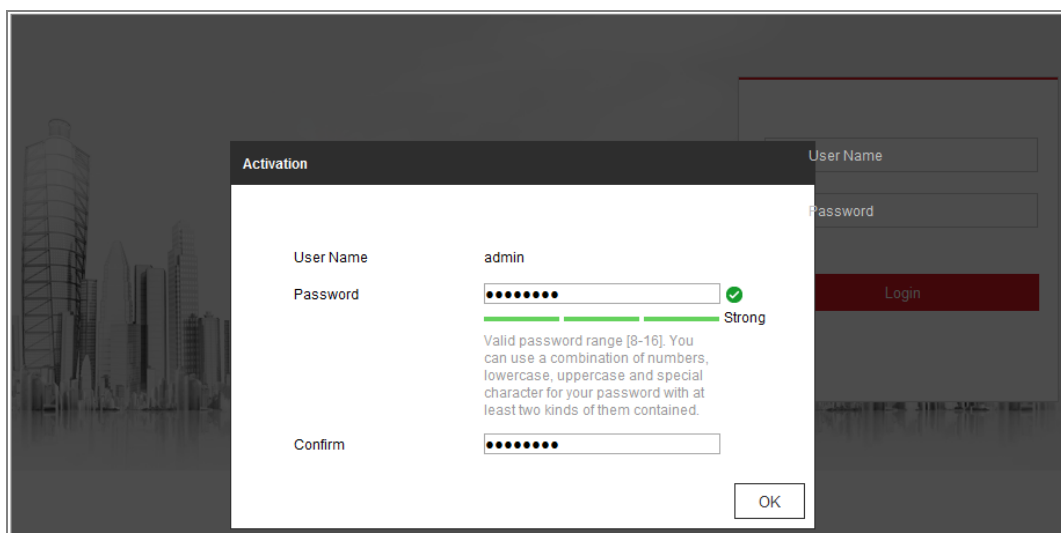 Activation
User Name
Password
Login
User Name admin
Password ●●●●●●●●
Strong
Valid password range [8-16]. You
can use a combination of numbers,
lowercase, uppercase and special
character for your password with at
least two kinds of them contained.
Confirm ●●●●●●●●
OK